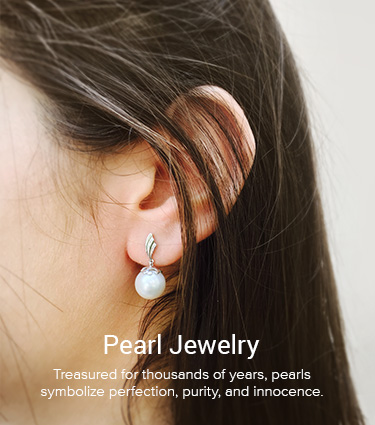 Pearl Jewelry
Treasured for thousands of years, pearls
symbolize perfection, purity, and innocence.